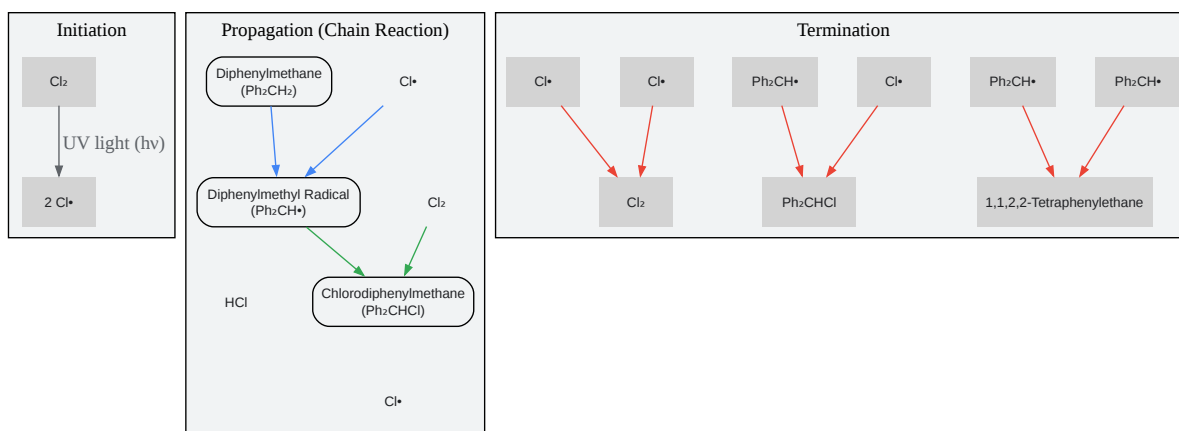 Initiation
Cl₂
UV light (hν)
2 Cl•
Propagation (Chain Reaction)
Diphenylmethane
(Ph₂CH₂)
Cl•
Diphenylmethyl Radical
(Ph₂CH•)
Cl₂
HCl
Chlorodiphenylmethane
(Ph₂CHCl)
Cl•
Termination
Cl•
Cl•
Ph₂CH•
Cl•
Ph₂CH•
Ph₂CH•
Cl₂
Ph₂CHCl
1,1,2,2-Tetraphenylethane